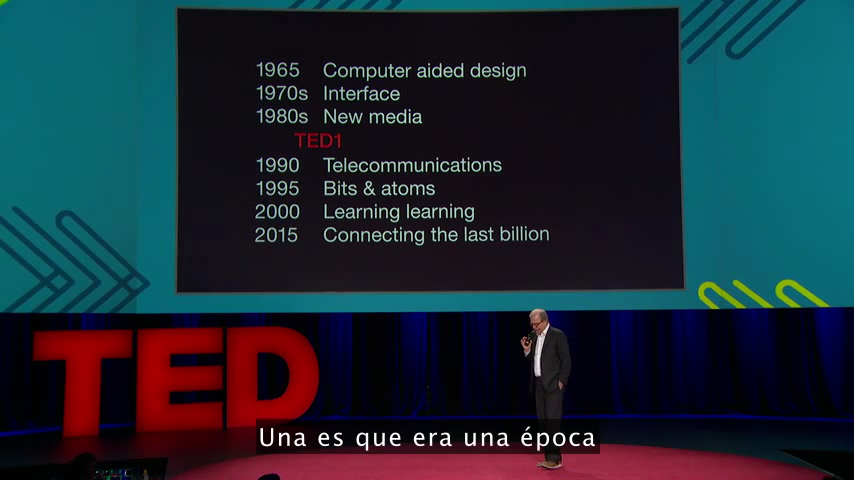 1965 Computer aided design
1970s Interface
1980s New media
TED1
1990 Telecommunications
1995 Bits & atoms
2000 Learning learning
2015 Connecting the last billion
TED
Una es que era una época